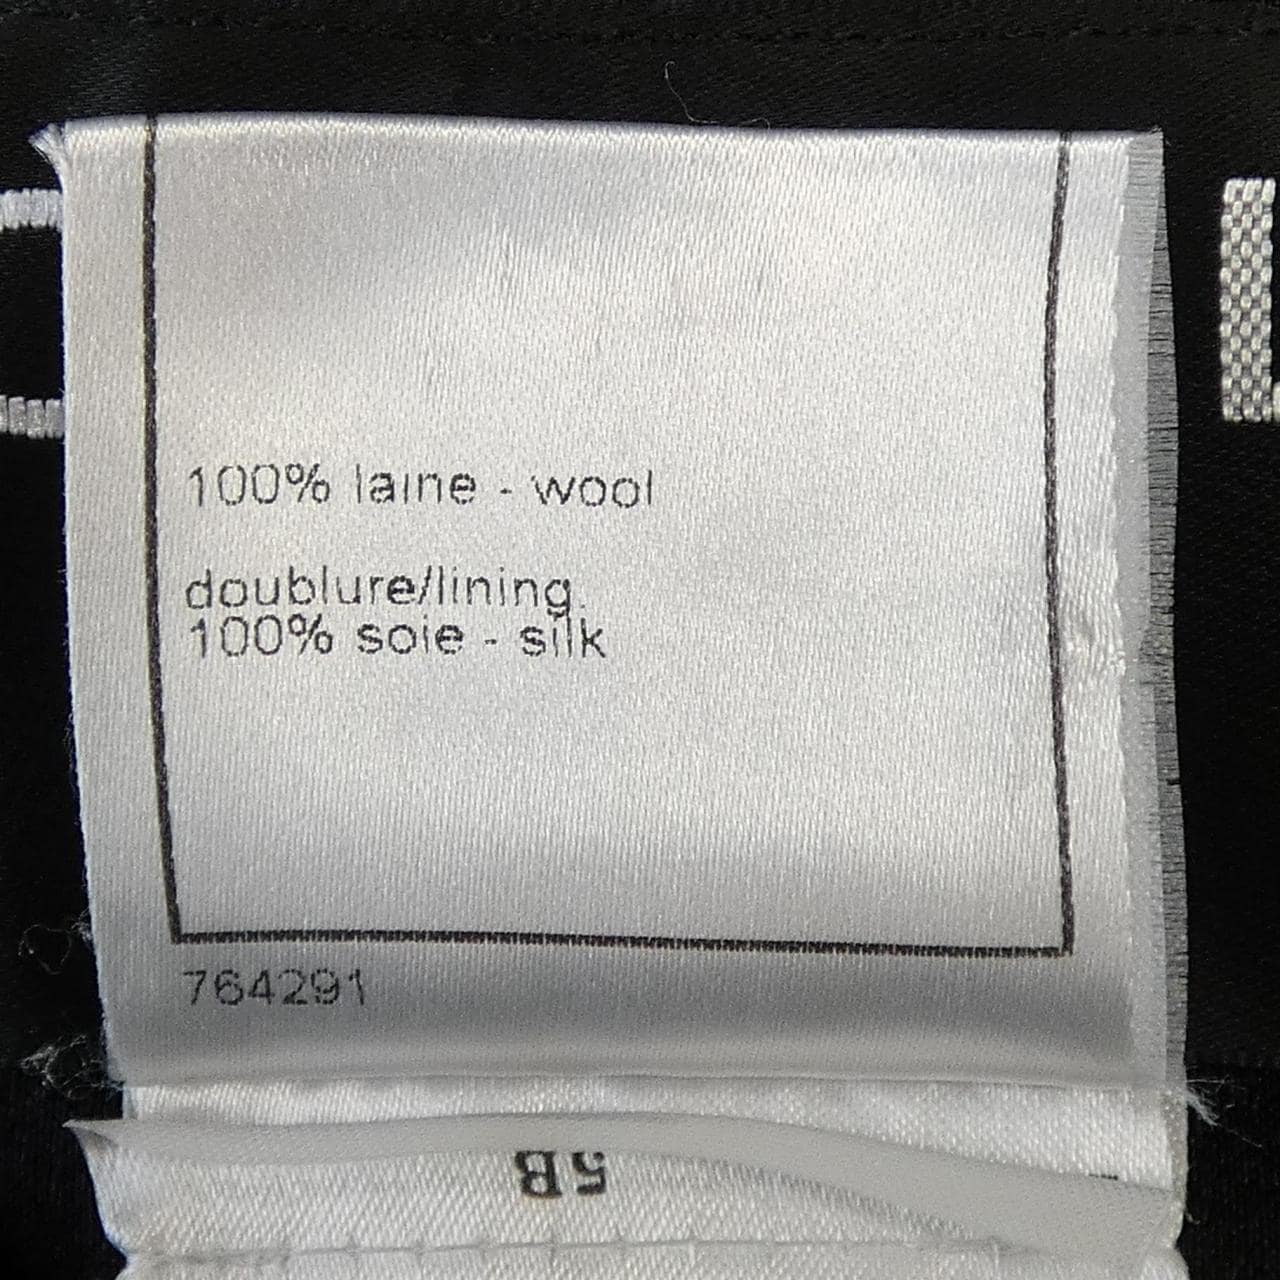 100% laine - wool
doublure/lining.
100% soie - silk
764291
5B